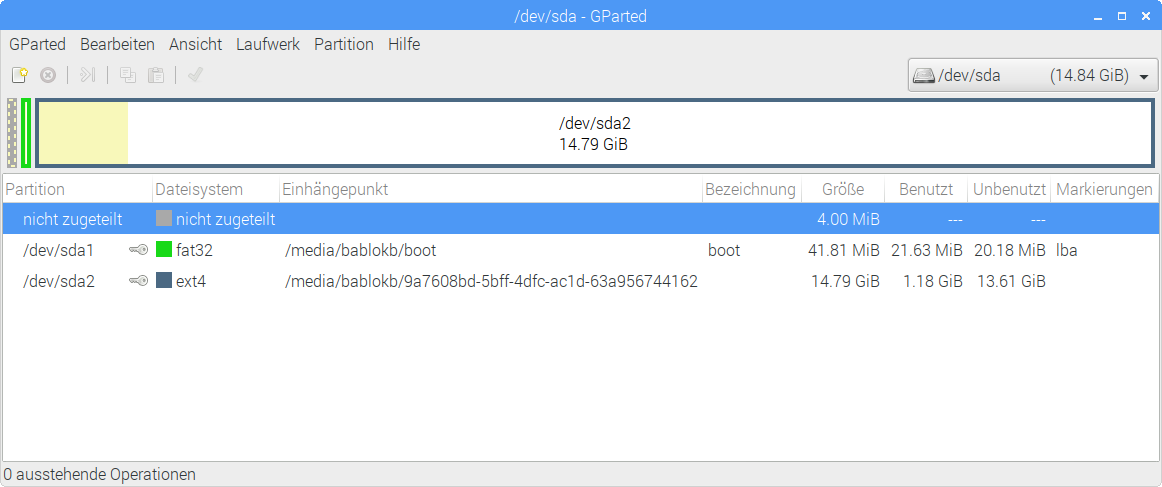 /dev/sda - GParted
GParted Bearbeiten Ansicht Laufwerk Partition Hilfe
/dev/sda (14.84 GiB)
/dev/sda2
14.79 GiB
Partition Dateisystem Einhängepunkt Bezeichnung Größe Benutzt Unbenutzt Markierungen
nicht zugeteilt nicht zugeteilt 4.00 MiB --- ---
/dev/sda1 fat32 /media/bablokb/boot boot 41.81 MiB 21.63 MiB 20.18 MiB lba
/dev/sda2 ext4 /media/bablokb/9a7608bd-5bff-4dfc-ac1d-63a956744162 14.79 GiB 1.18 GiB 13.61 GiB
0 ausstehende Operationen